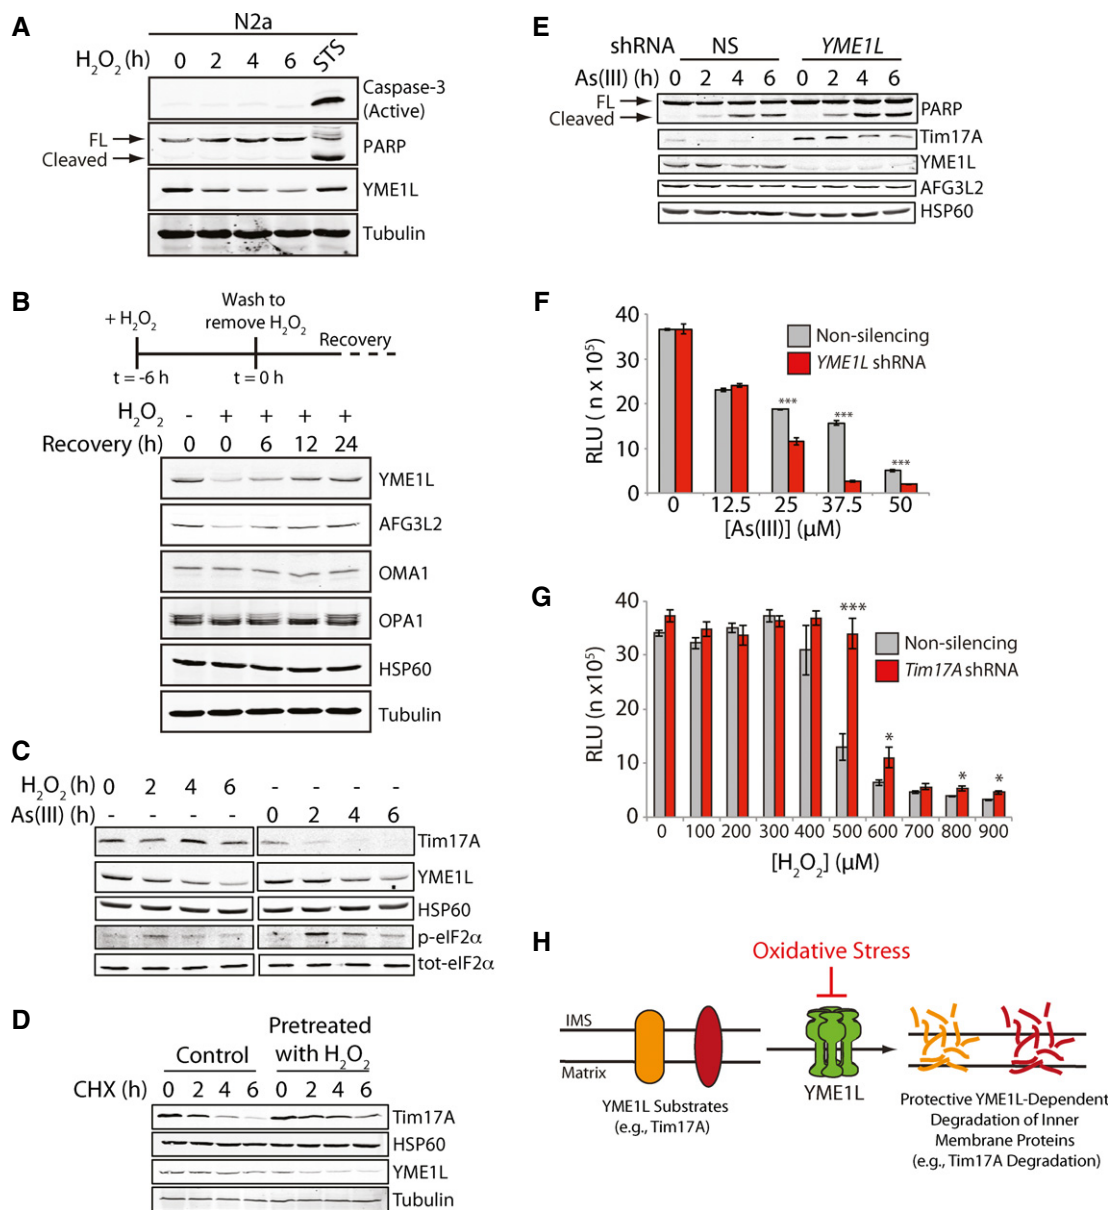 A
N2a
H2O2 (h) 0 2 4 6 STS
Caspase-3
(Active)
FL
Cleaved
PARP
YME1L
Tubulin
B
+ H2O2
Wash to
remove H2O2
Recovery
t = -6 h
t = 0 h
H2O2 - + + + +
Recovery (h) 0 0 6 12 24
YME1L
AFG3L2
OMA1
OPA1
HSP60
Tubulin
C
H2O2 (h) 0 2 4 6 - - - -
As(III) (h) - - - - 0 2 4 6
Tim17A
YME1L
HSP60
p-eIF2α
tot-eIF2α
D
Control
Pretreated
with H2O2
CHX (h) 0 2 4 6 0 2 4 6
Tim17A
HSP60
YME1L
Tubulin
E
shRNA NS YME1L
As(III) (h) 0 2 4 6 0 2 4 6
FL
Cleaved
PARP
Tim17A
YME1L
AFG3L2
HSP60
F
RLU ( n x 10⁵)
40
30
20
10
0
Non-silencing
YME1L shRNA
***
***
***
0 12.5 25 37.5 50
[As(III)] (µM)
G
RLU (n x10⁵)
40
30
20
10
0
***
Non-silencing
Tim17A shRNA
*
*
*
0 100 200 300 400 500 600 700 800 900
[H2O2] (µM)
H
Oxidative Stress
IMS
Matrix
YME1L Substrates
(e.g., Tim17A)
YME1L
Protective YME1L-Dependent
Degradation of Inner
Membrane Proteins
(e.g., Tim17A Degradation)